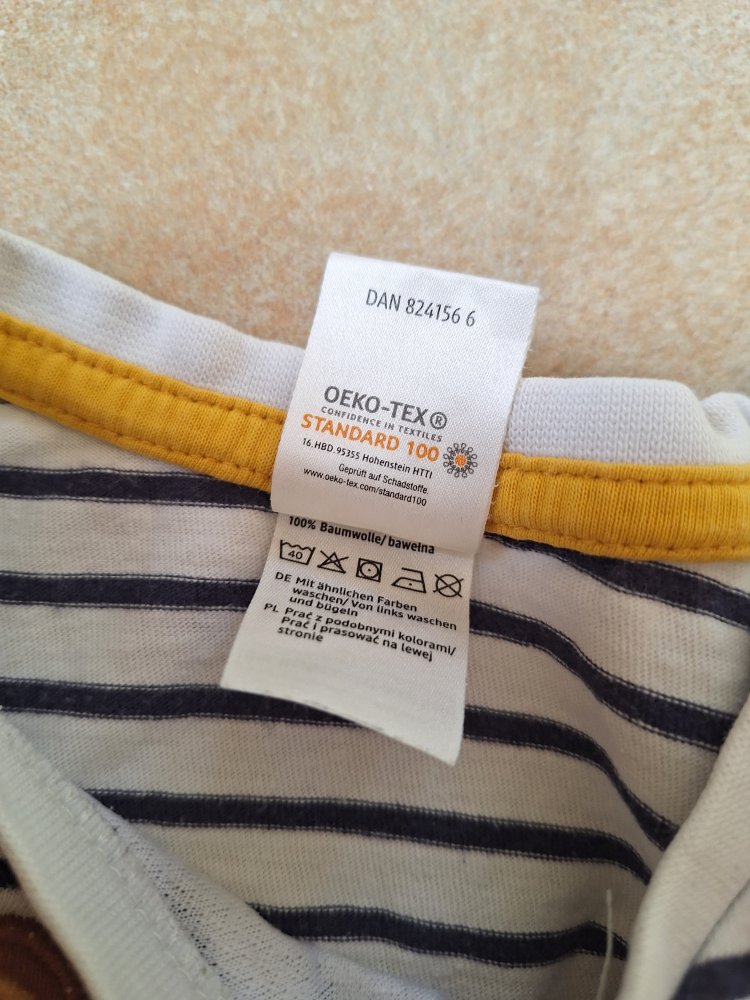 DAN 824156 6
OEKO-TEX®
CONFIDENCE IN TEXTILES
STANDARD 100
16.HBD.95355 Hohenstein HTTI
Geprüft auf Schadstoffe.
www.oeko-tex.com/standard100
100% Baumwolle/ bawełna
40
DE Mit ähnlichen Farben
waschen/ Von links waschen
und bügeln
PL Prać z podobnymi kolorami/
Prać i prasować na lewej
stronie